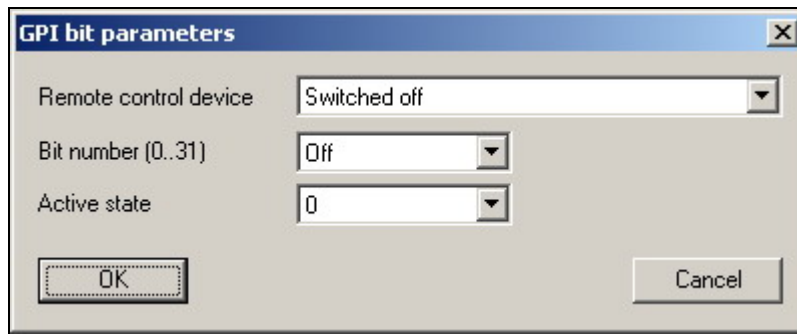 GPI bit parameters
Remote control device Switched off
Bit number (0..31) Off
Active state 0
OK Cancel